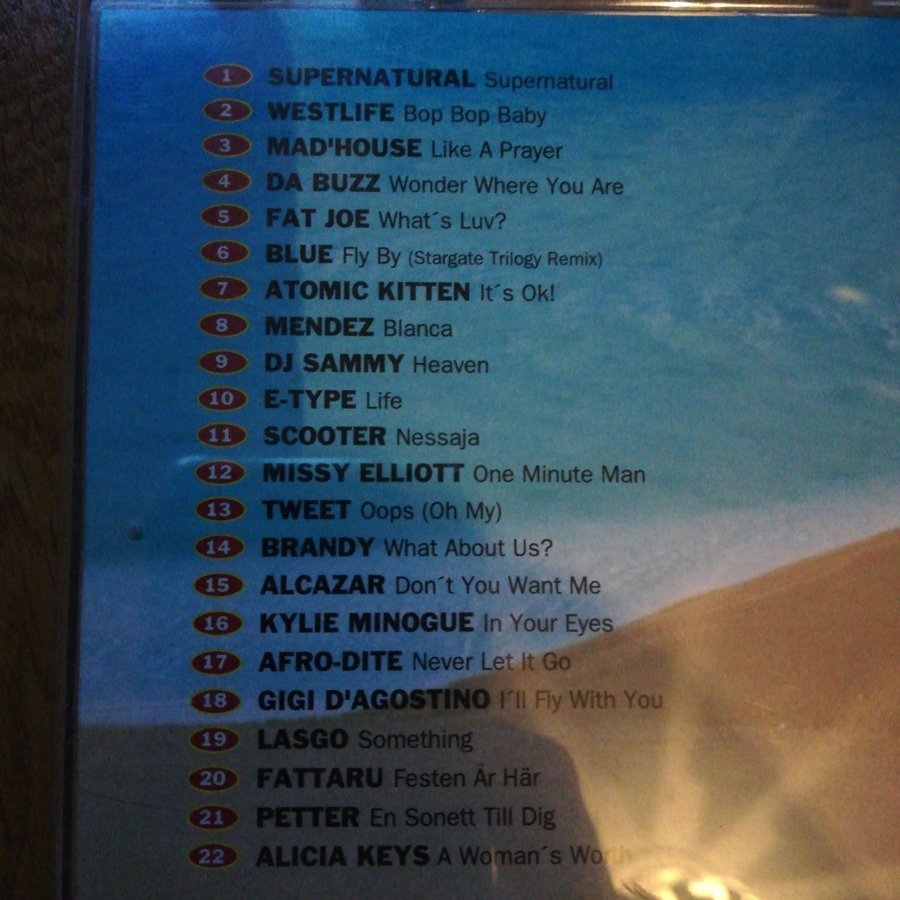 1 SUPERNATURAL Supernatural
2 WESTLIFE Bop Bop Baby
3 MAD'HOUSE Like A Prayer
4 DA BUZZ Wonder Where You Are
5 FAT JOE What´s Luv?
6 BLUE Fly By (Stargate Trilogy Remix)
7 ATOMIC KITTEN It´s Ok!
8 MENDEZ Blanca
9 DJ SAMMY Heaven
10 E-TYPE Life
11 SCOOTER Nessaja
12 MISSY ELLIOTT One Minute Man
13 TWEET Oops (Oh My)
14 BRANDY What About Us?
15 ALCAZAR Don´t You Want Me
16 KYLIE MINOGUE In Your Eyes
17 AFRO-DITE Never Let It Go
18 GIGI D'AGOSTINO I´ll Fly With You
19 LASGO Something
20 FATTARU Festen Är Här
21 PETTER En Sonett Till Dig
22 ALICIA KEYS A Woman´s Worth